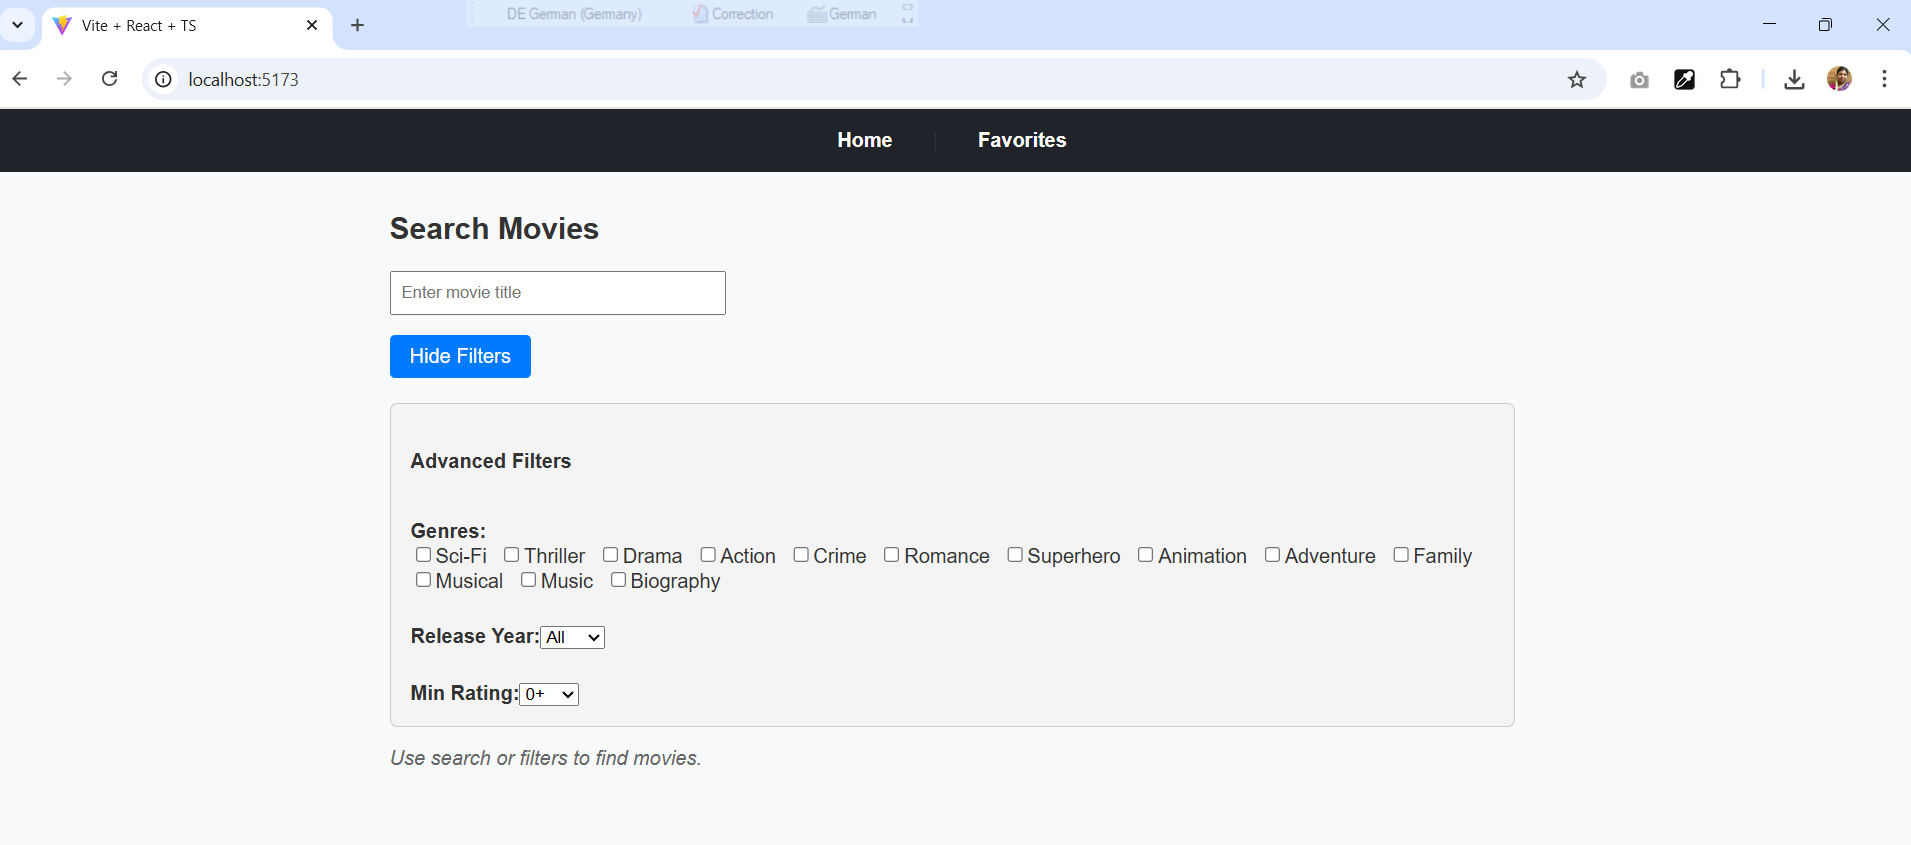 DE German (Germany) Correction German
Vite + React + TS
localhost:5173
Home Favorites
Search Movies
Enter movie title
Hide Filters
Advanced Filters
Genres:
Sci-Fi Thriller Drama Action Crime Romance Superhero Animation Adventure Family
Musical Music Biography
Release Year: All
Min Rating: 0+
Use search or filters to find movies.